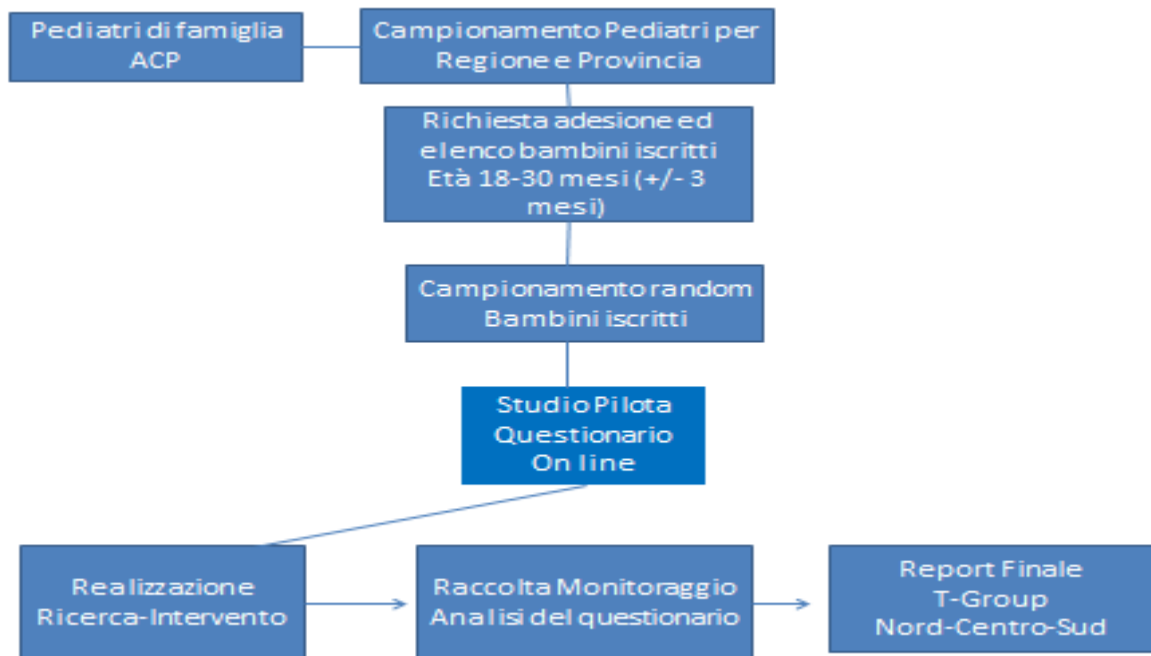 Pediatri di famiglia
ACP
Campionamento Pediatri per
Regione e Provincia
Richiesta adesione ed
elenco bambini iscritti
Età 18-30 mesi (+/- 3
mesi)
Campionamento random
Bambini iscritti
Studio Pilota
Questionario
On line
Realizzazione
Ricerca-Intervento
Raccolta Monitoraggio
Analisi del questionario
Report Finale
T-Group
Nord-Centro-Sud